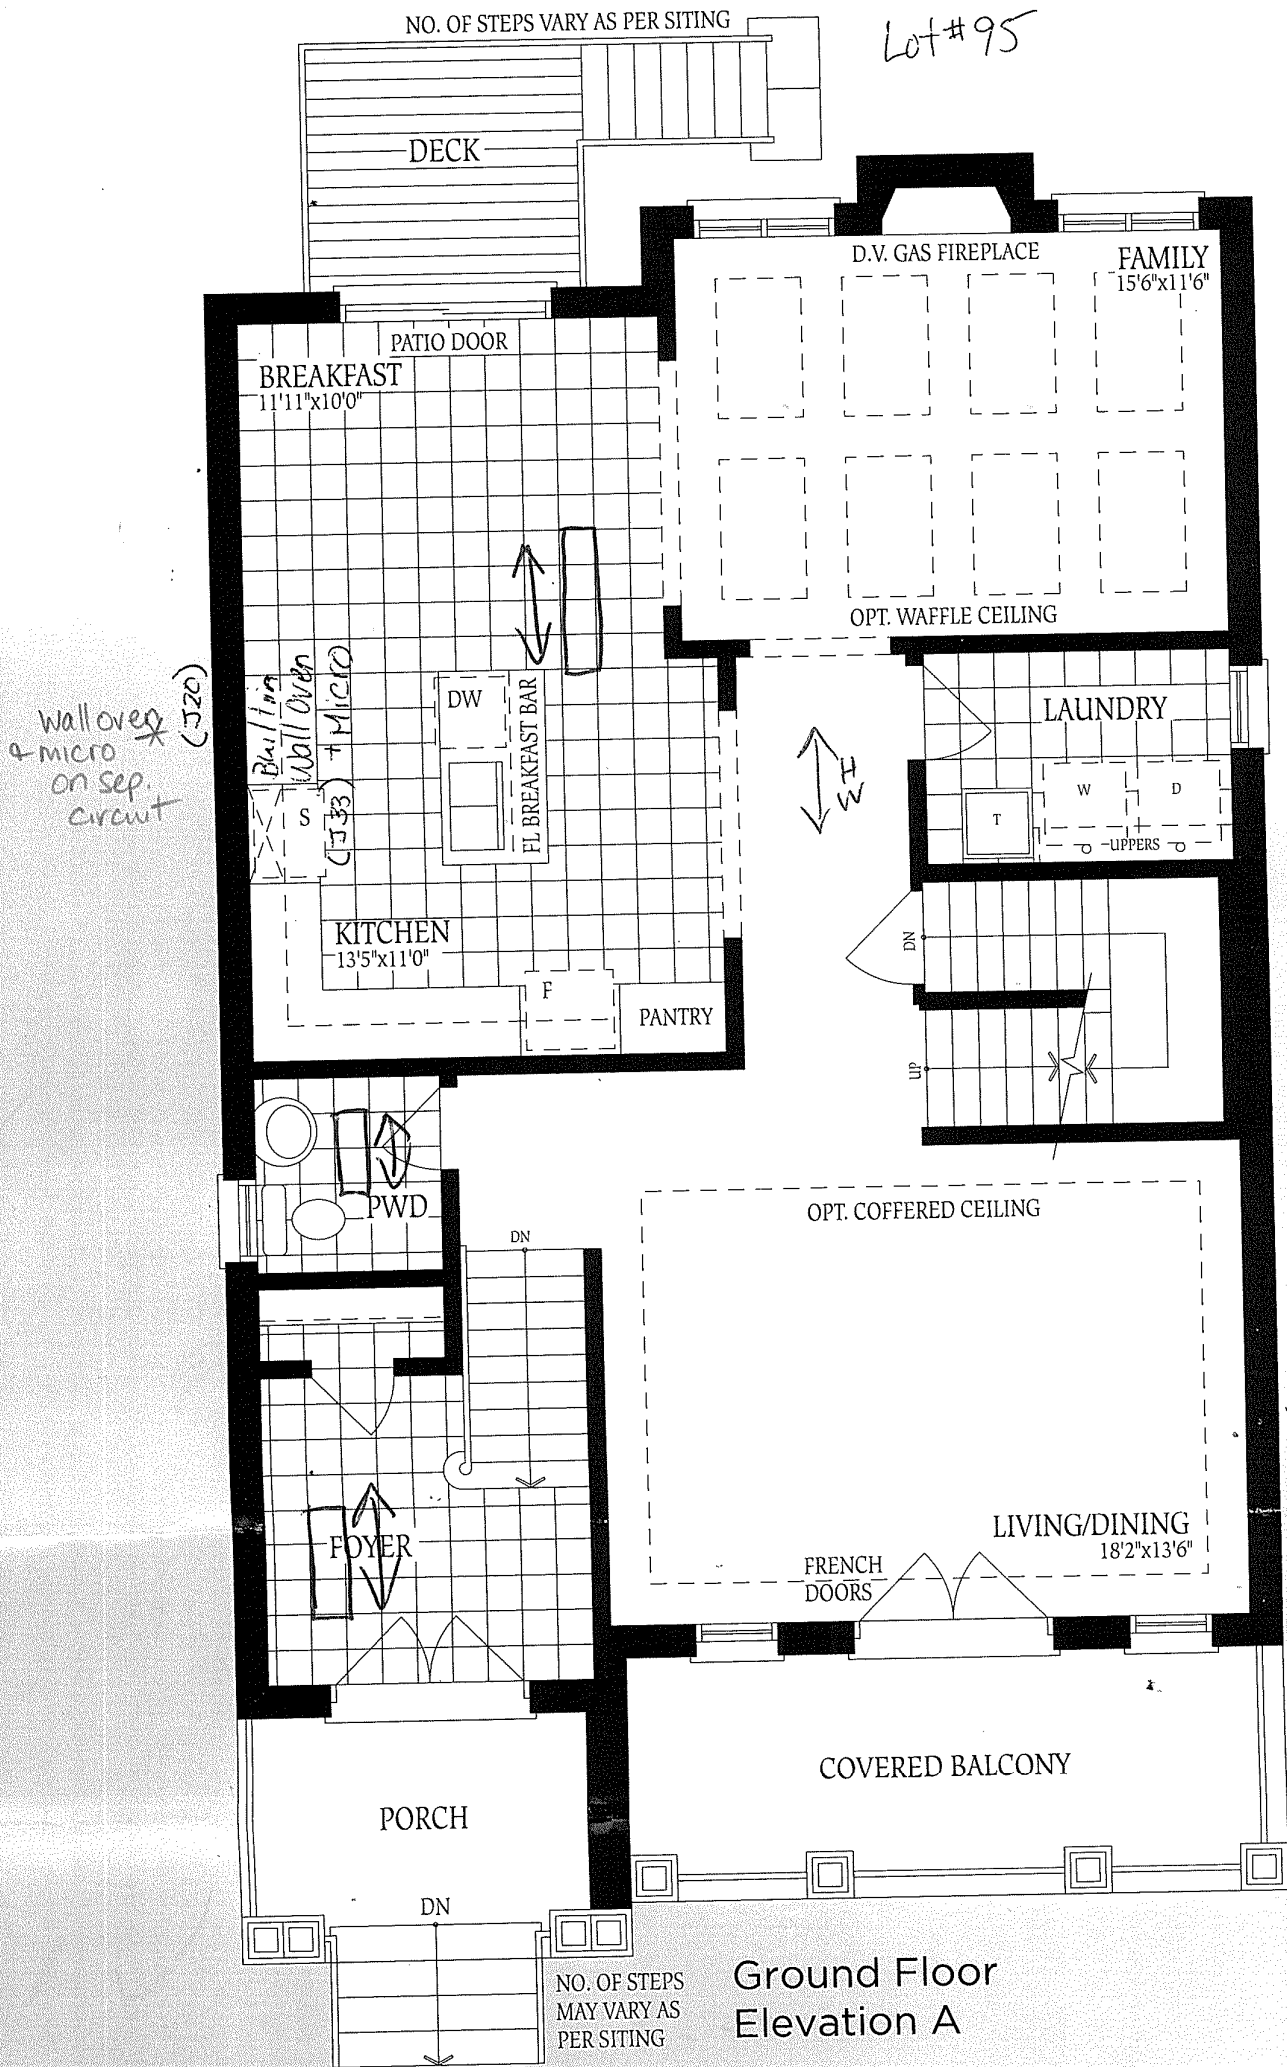 NO. OF STEPS VARY AS PER SITING
Lot # 95
DECK
D.V. GAS FIREPLACE
FAMILY
15'6"x11'6"
PATIO DOOR
BREAKFAST
11'11"x10'0"
OPT. WAFFLE CEILING
Wall oven *
& micro
on sep.
circuit
(J20)
Built in
Wall Oven
(J33) + Micro
DW
FL BREAKFAST BAR
S
H
W
LAUNDRY
W
D
T
UPPERS
KITCHEN
13'5"x11'0"
F
PANTRY
DN
UP
PWD
DN
OPT. COFFERED CEILING
FOYER
LIVING/DINING
18'2"x13'6"
FRENCH
DOORS
COVERED BALCONY
PORCH
DN
NO. OF STEPS
MAY VARY AS
PER SITING
Ground Floor
Elevation A